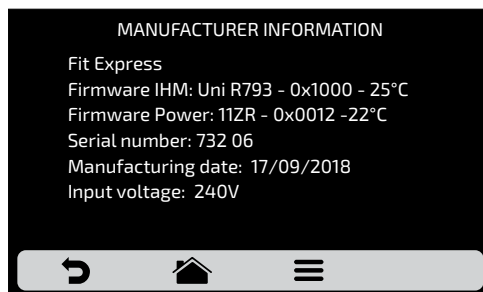 MANUFACTURER INFORMATION
Fit Express
Firmware IHM: Uni R793 - 0x1000 - 25°C
Firmware Power: 11ZR - 0x0012 -22°C
Serial number: 732 06
Manufacturing date: 17/09/2018
Input voltage: 240V